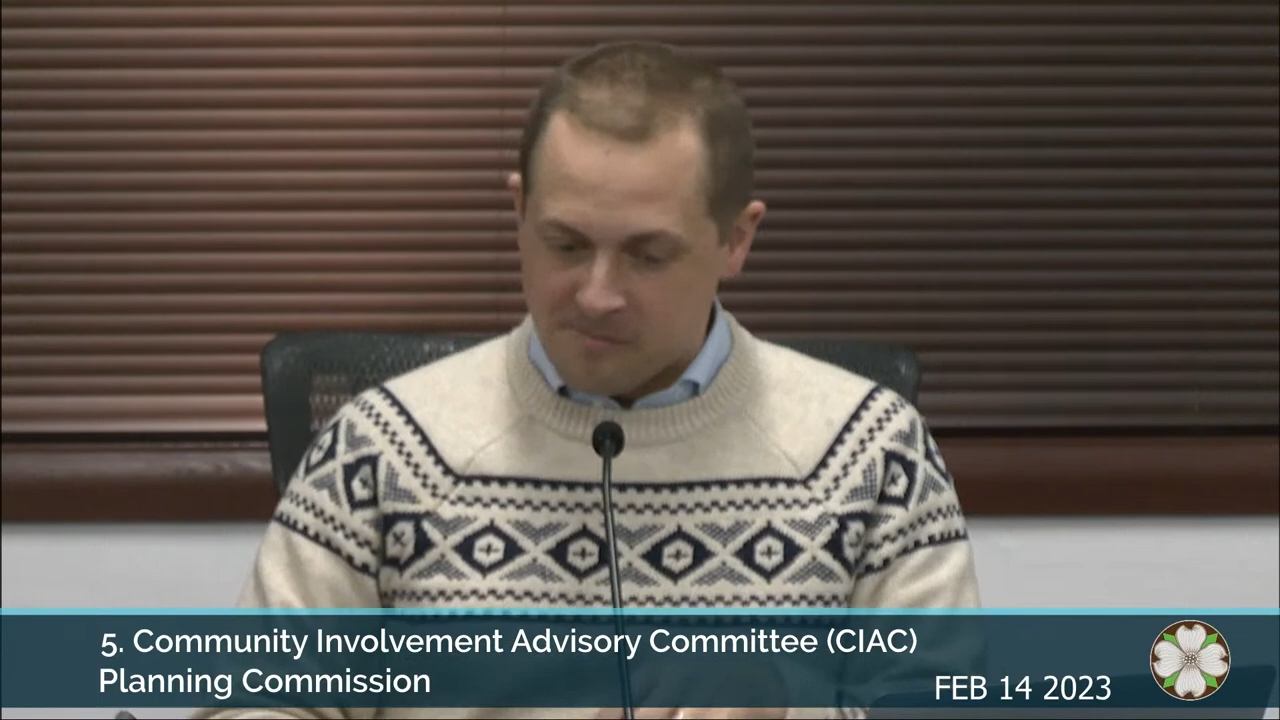 5. Community Involvement Advisory Committee (CIAC)
Planning Commission
FEB 14 2023